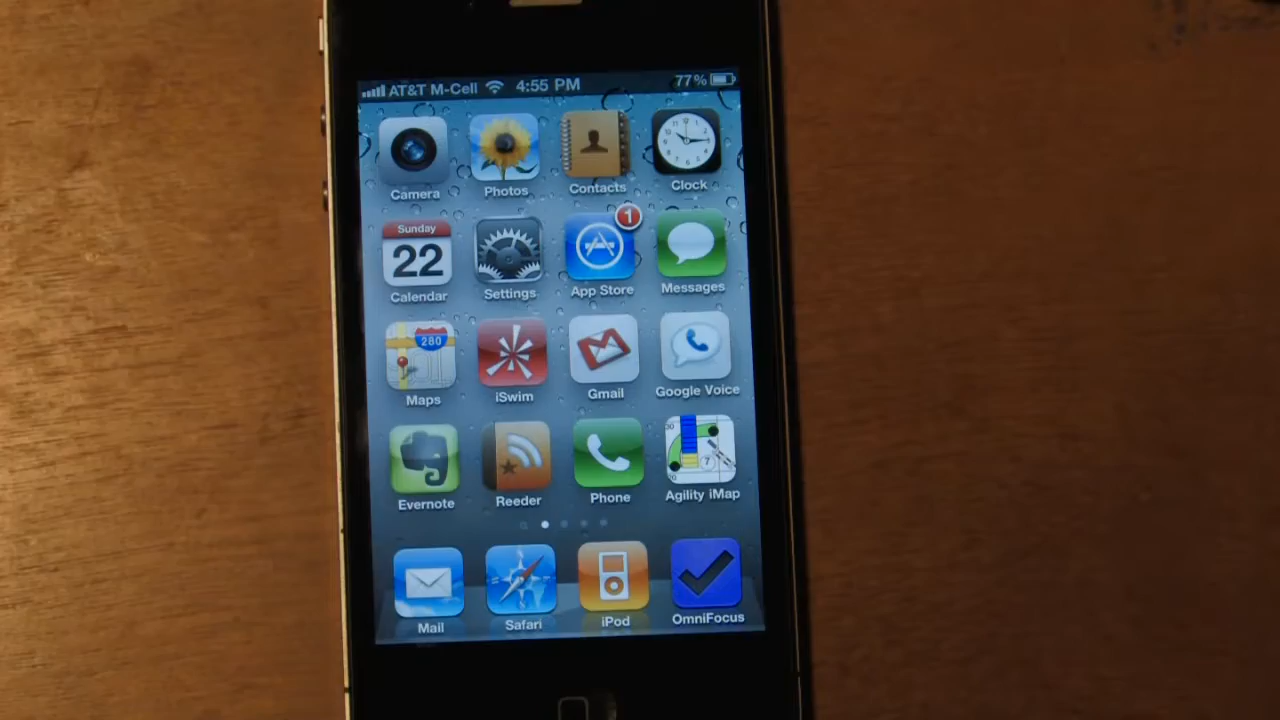 AT&T M-Cell 4:55 PM 77%
Camera Photos Contacts Clock
Sunday
22
1
Calendar Settings App Store Messages
280
Maps iSwim Gmail Google Voice
Evernote Reeder Phone Agility iMap
7
Mail Safari iPod OmniFocus